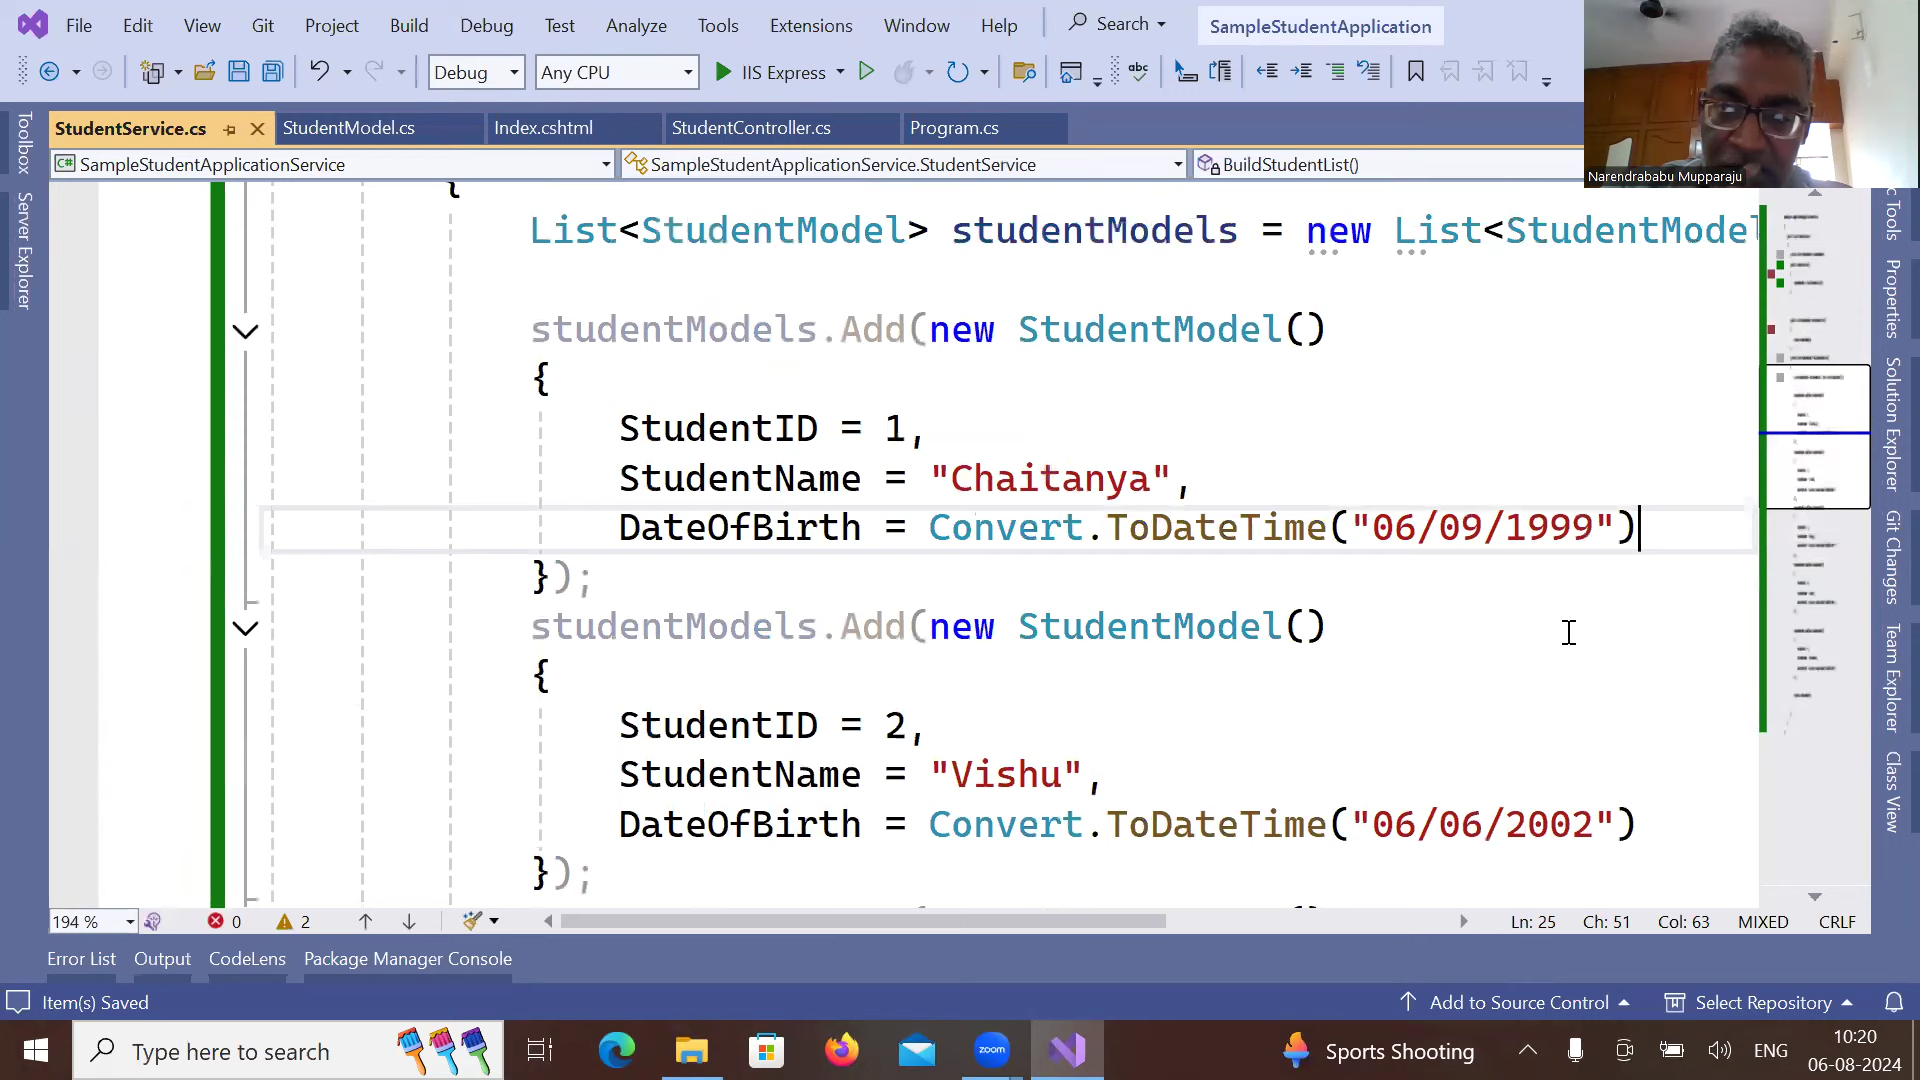 File Edit View Git Project Build Debug Test Analyze Tools Extensions Window Help Search SampleStudentApplication
Debug Any CPU IIS Express abc
Narendrababu Mupparaju
StudentService.cs StudentModel.cs Index.cshtml StudentController.cs Program.cs
C# SampleStudentApplicationService SampleStudentApplicationService.StudentService BuildStudentList()
Toolbox
Server Explorer
{
List<StudentModel> studentModels = new List<StudentModel
studentModels.Add(new StudentModel()
{
StudentID = 1,
StudentName = "Chaitanya",
DateOfBirth = Convert.ToDateTime("06/09/1999")
});
studentModels.Add(new StudentModel()
{
StudentID = 2,
StudentName = "Vishu",
DateOfBirth = Convert.ToDateTime("06/06/2002")
});
c Tools
Properties
Solution Explorer
Git Changes
Team Explorer
Class View
194 % 0 2 Ln: 25 Ch: 51 Col: 63 MIXED CRLF
Error List Output CodeLens Package Manager Console
Item(s) Saved Add to Source Control Select Repository
Type here to search zoom Sports Shooting ENG 10:20
06-08-2024